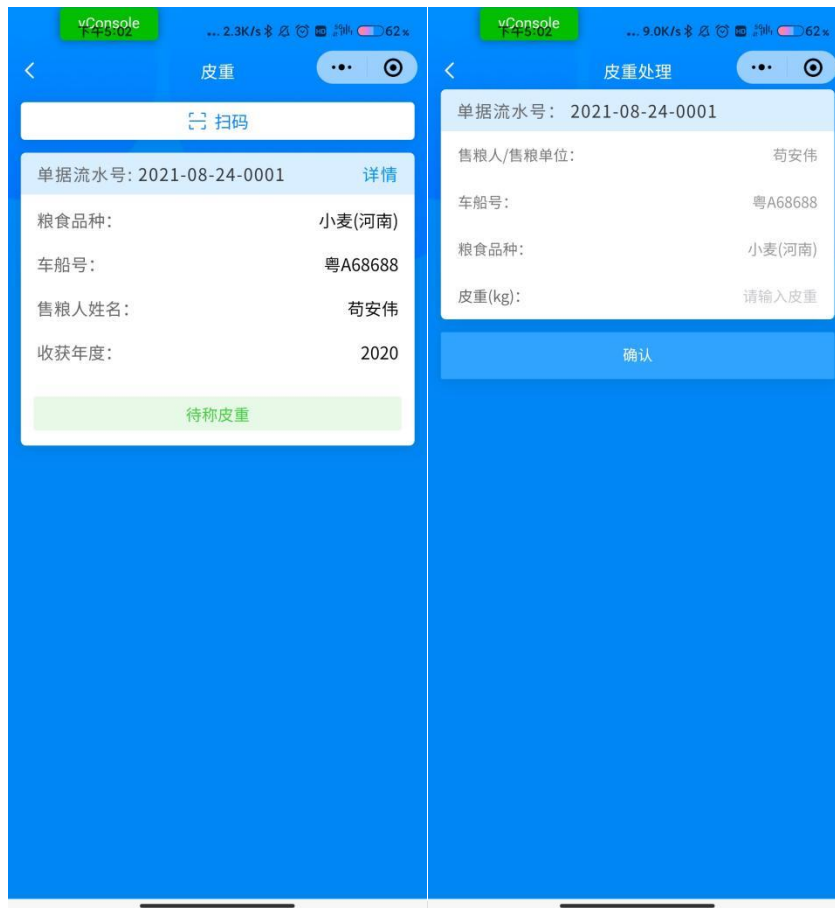 vConsole
下午5:02
... 2.3K/s
62%
皮重
扫码
单据流水号: 2021-08-24-0001
详情
粮食品种:
小麦(河南)
车船号:
粤A68688
售粮人姓名:
苟安伟
收获年度:
2020
待称皮重
vConsole
下午5:02
... 9.0K/s
62%
皮重处理
单据流水号: 2021-08-24-0001
售粮人/售粮单位:
苟安伟
车船号:
粤A68688
粮食品种:
小麦(河南)
皮重(kg):
请输入皮重
确认